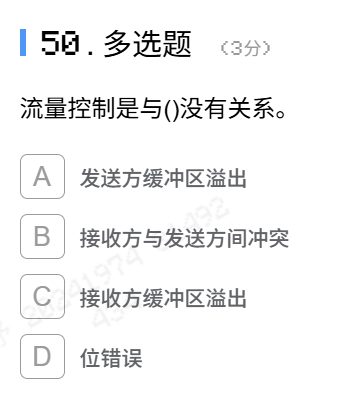 50.多选题 (3分)
流量控制是与()没有关系。
A 发送方缓冲区溢出
B 接收方与发送方间冲突
C 接收方缓冲区溢出
D 位错误